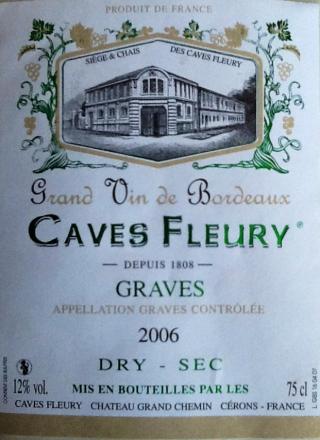 PRODUIT DE FRANCE
SIÈGE & CHAIS DES CAVES FLEURY
Grand Vin de Bordeaux
CAVES FLEURY®
— DEPUIS 1808 —
GRAVES
APPELLATION GRAVES CONTRÔLÉE
2006
DRY - SEC
12% vol. MIS EN BOUTEILLES PAR LES 75 cl
CAVES FLEURY CHATEAU GRAND CHEMIN CÉRONS - FRANCE